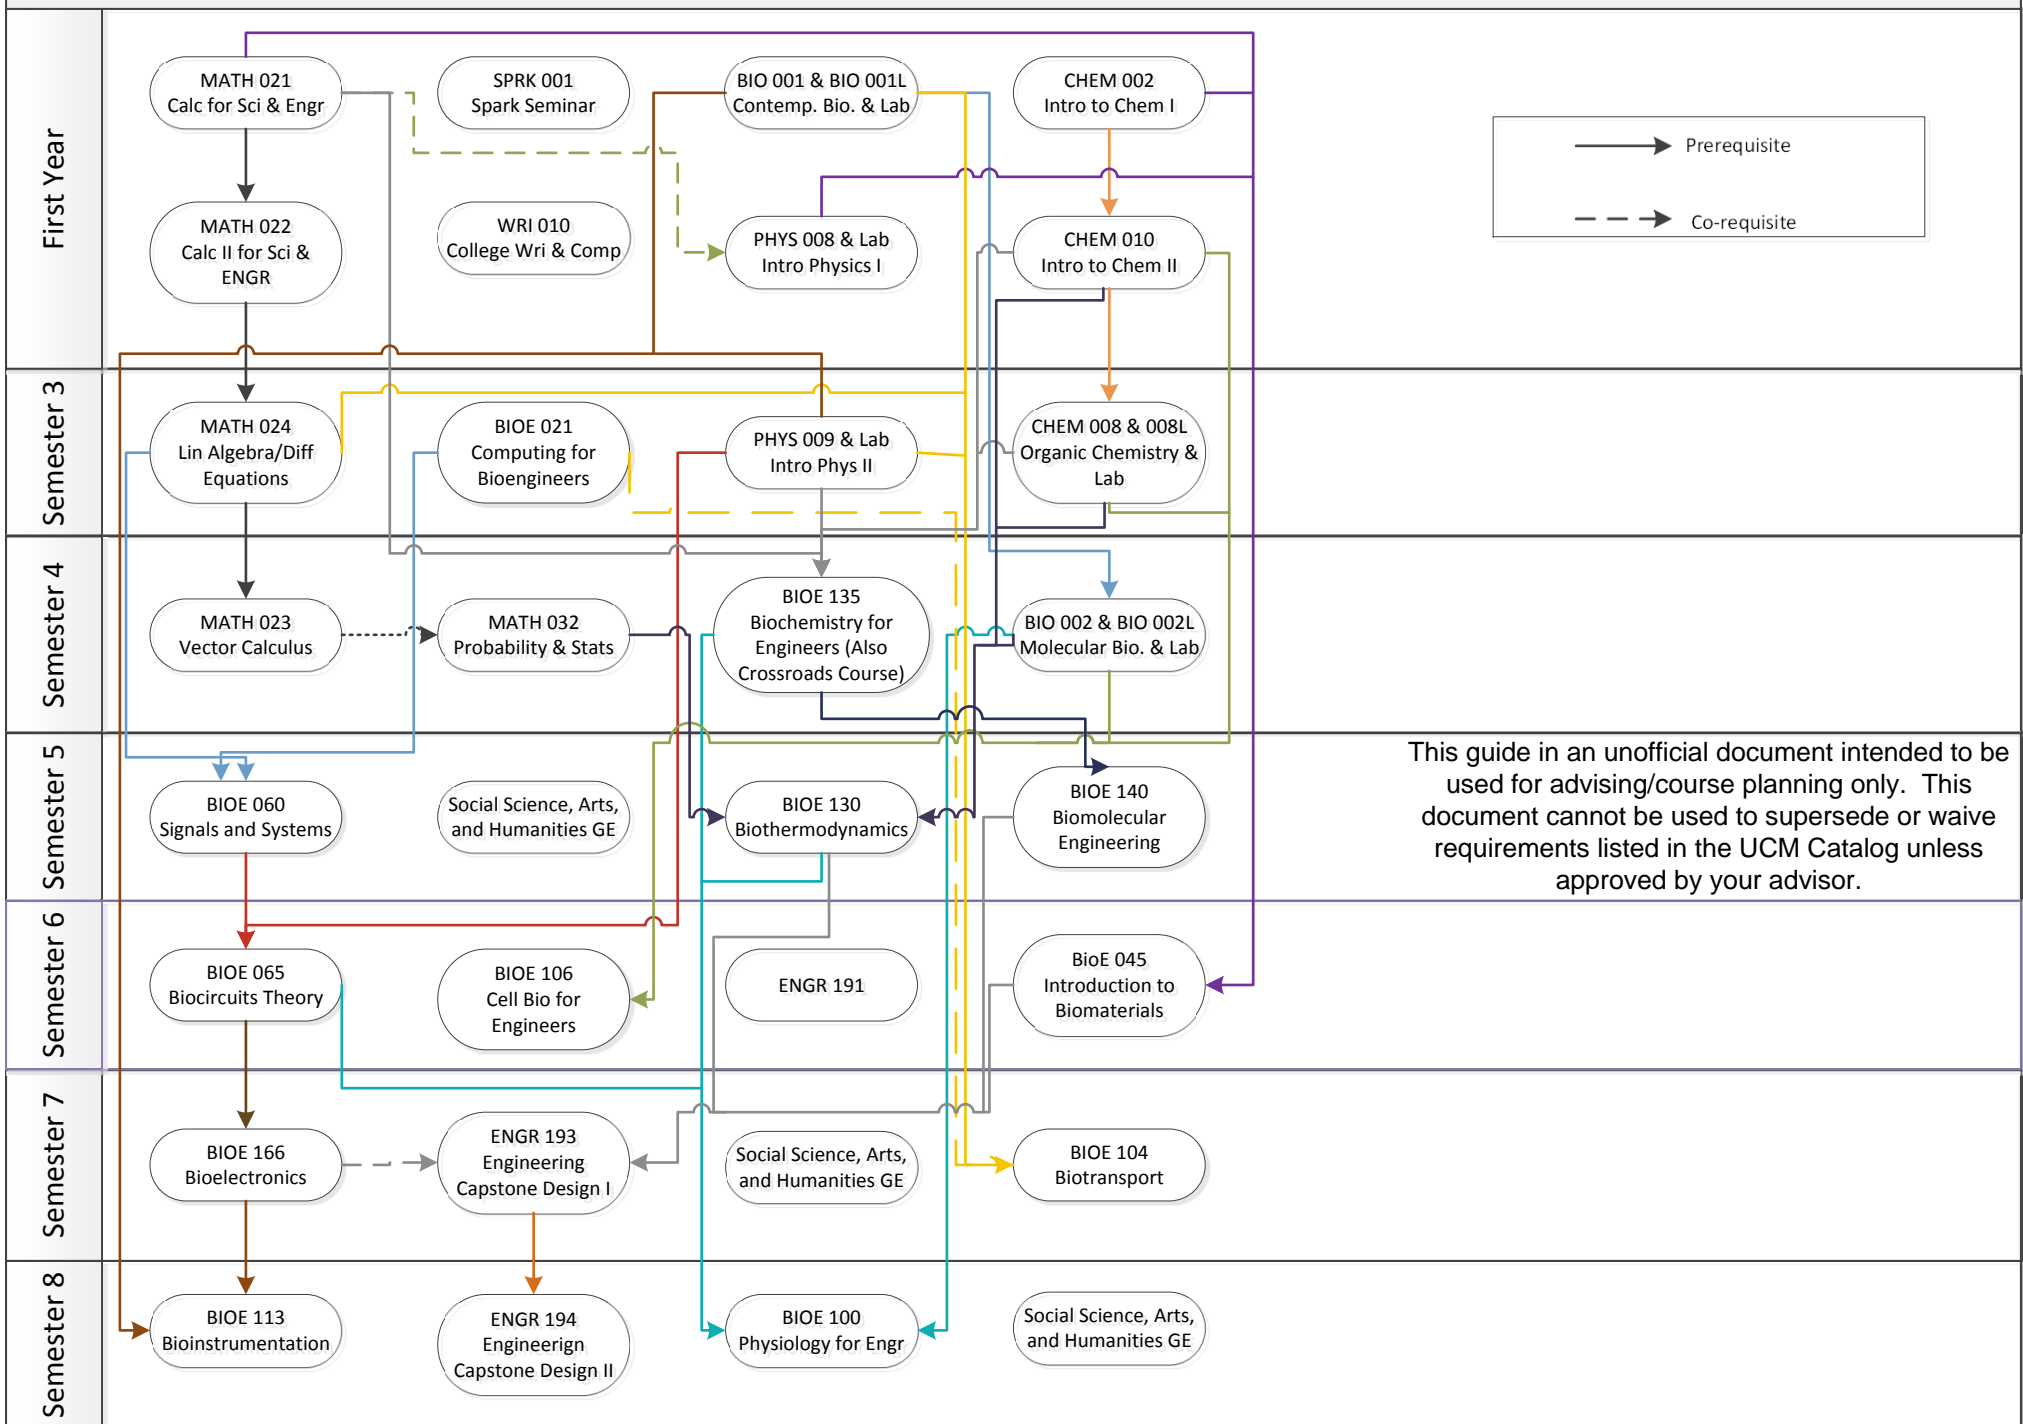 First Year
MATH 021
Calc for Sci & Engr
SPRK 001
Spark Seminar
BIO 001 & BIO 001L
Contemp. Bio. & Lab
CHEM 002
Intro to Chem I
Prerequisite
Co-requisite
MATH 022
Calc II for Sci &
ENGR
WRI 010
College Wri & Comp
PHYS 008 & Lab
Intro Physics I
CHEM 010
Intro to Chem II
Semester 3
MATH 024
Lin Algebra/Diff
Equations
BIOE 021
Computing for
Bioengineers
PHYS 009 & Lab
Intro Phys II
CHEM 008 & 008L
Organic Chemistry &
Lab
Semester 4
MATH 023
Vector Calculus
MATH 032
Probability & Stats
BIOE 135
Biochemistry for
Engineers (Also
Crossroads Course)
BIO 002 & BIO 002L
Molecular Bio. & Lab
Semester 5
BIOE 060
Signals and Systems
Social Science, Arts,
and Humanities GE
BIOE 130
Biothermodynamics
BIOE 140
Biomolecular
Engineering
This guide in an unofficial document intended to be
used for advising/course planning only. This
document cannot be used to supersede or waive
requirements listed in the UCM Catalog unless
approved by your advisor.
Semester 6
BIOE 065
Biocircuits Theory
BIOE 106
Cell Bio for
Engineers
ENGR 191
BioE 045
Introduction to
Biomaterials
Semester 7
BIOE 166
Bioelectronics
ENGR 193
Engineering
Capstone Design I
Social Science, Arts,
and Humanities GE
BIOE 104
Biotransport
Semester 8
BIOE 113
Bioinstrumentation
ENGR 194
Engineerign
Capstone Design II
BIOE 100
Physiology for Engr
Social Science, Arts,
and Humanities GE